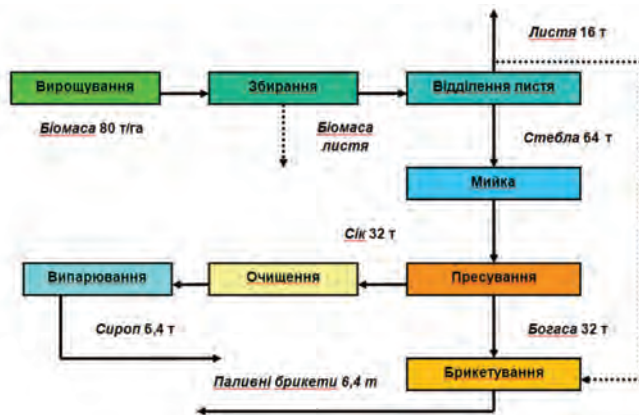 Листя 16 т
Вирощування
Збирання
Відділення листя
Біомаса 80 т/га
Біомаса
листя
Стебла 64 т
Мийка
Сік 32 т
Випарювання
Очищення
Пресування
Сироп 6,4 т
Богаса 32 т
Паливні брикети 6,4 т
Брикетування